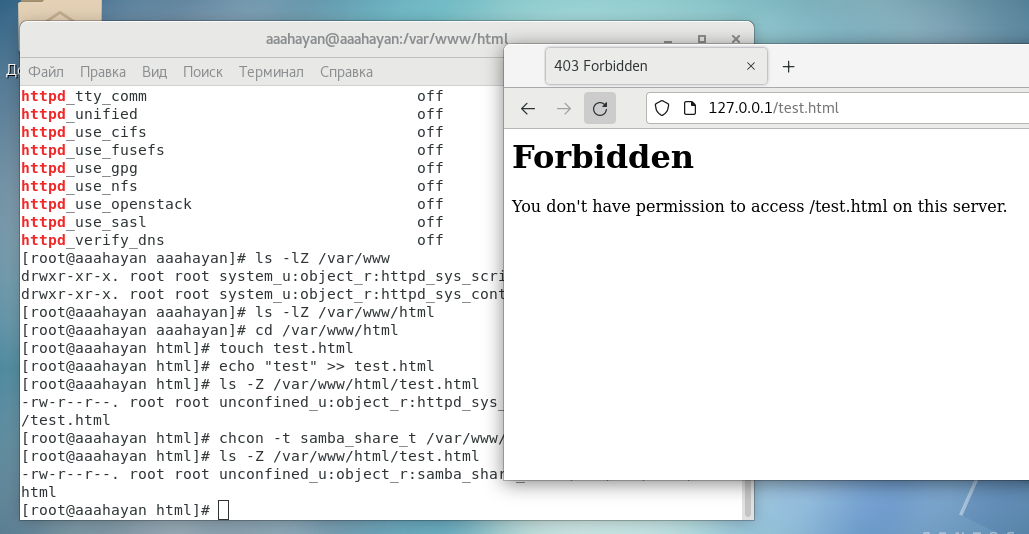 aaahayan@aaahayan:/var/www/html
Файл Правка Вид Поиск Терминал Справка
httpd_tty_comm off
httpd_unified off
httpd_use_cifs off
httpd_use_fusefs off
httpd_use_gpg off
httpd_use_nfs off
httpd_use_openstack off
httpd_use_sasl off
httpd_verify_dns off
[root@aaahayan aaahayan]# ls -lZ /var/www
drwxr-xr-x. root root system_u:object_r:httpd_sys_scri
drwxr-xr-x. root root system_u:object_r:httpd_sys_cont
[root@aaahayan aaahayan]# ls -lZ /var/www/html
[root@aaahayan aaahayan]# cd /var/www/html
[root@aaahayan html]# touch test.html
[root@aaahayan html]# echo "test" >> test.html
[root@aaahayan html]# ls -Z /var/www/html/test.html
-rw-r--r--. root root unconfined_u:object_r:httpd_sys_
/test.html
[root@aaahayan html]# chcon -t samba_share_t /var/www/
[root@aaahayan html]# ls -Z /var/www/html/test.html
-rw-r--r--. root root unconfined_u:object_r:samba_shar
html
[root@aaahayan html]#
403 Forbidden
127.0.0.1/test.html
Forbidden
You don't have permission to access /test.html on this server.